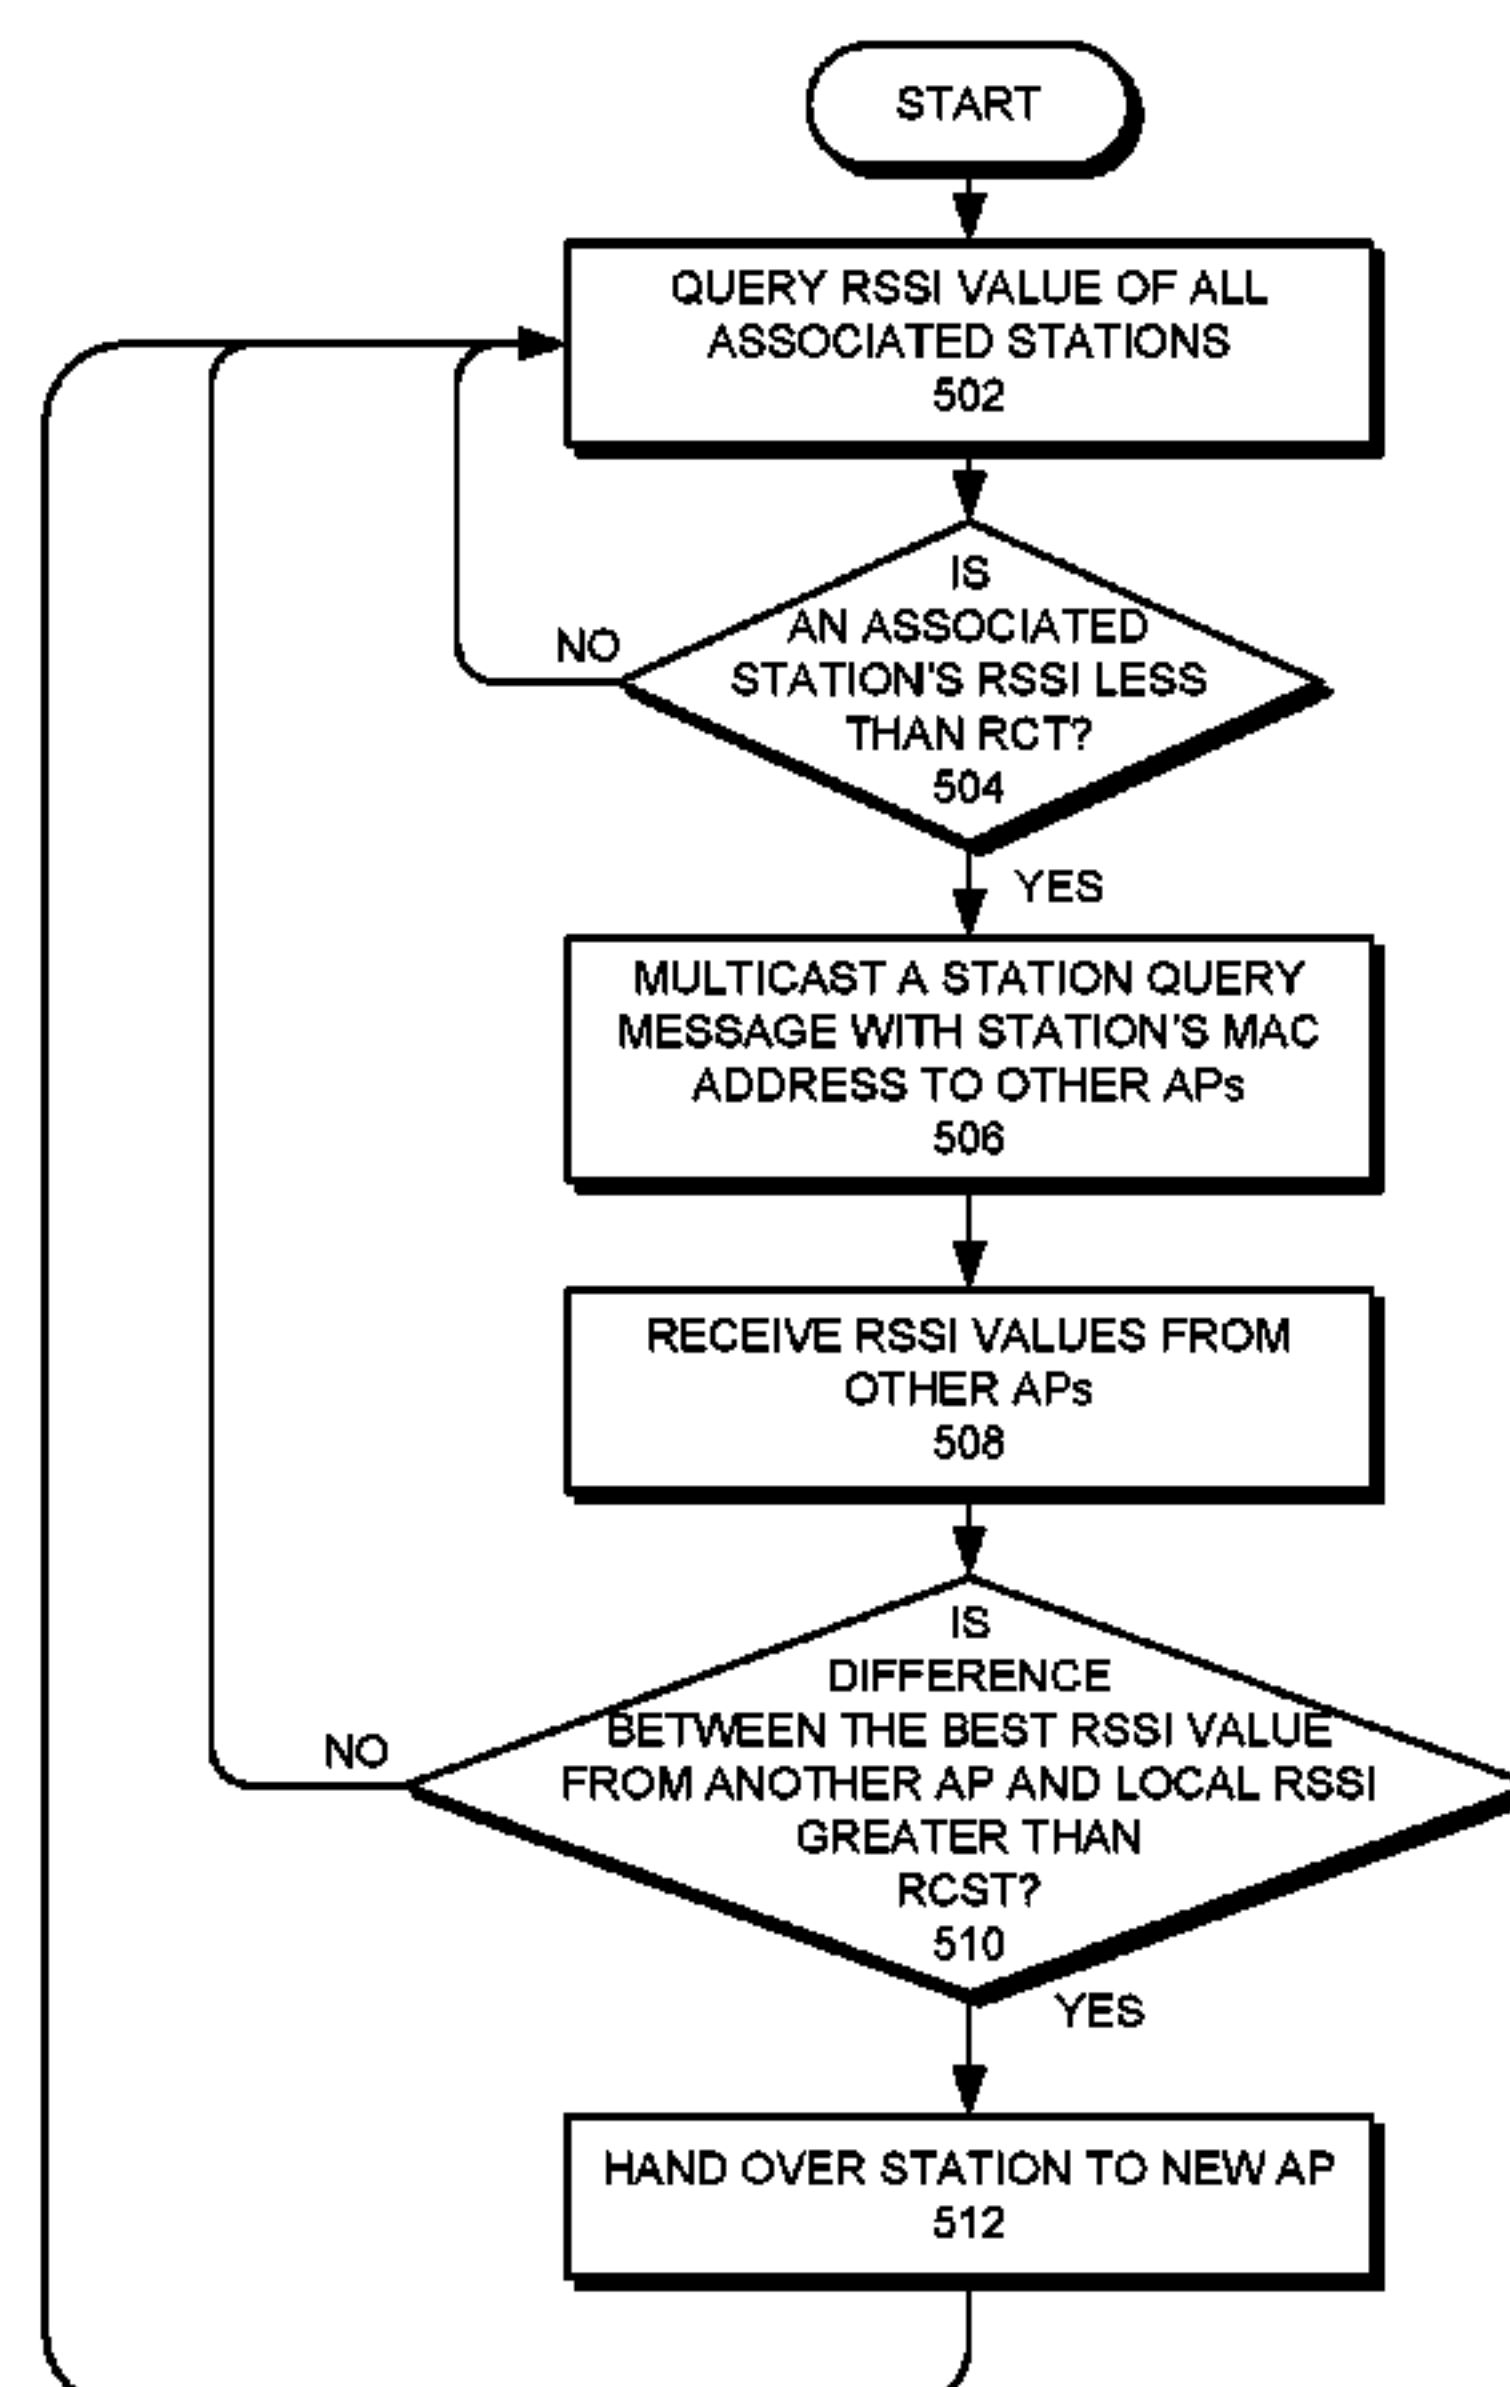 START
QUERY RSSI VALUE OF ALL
ASSOCIATED STATIONS
502
IS
AN ASSOCIATED
STATION'S RSSI LESS
THAN RCT?
504
NO
YES
MULTICAST A STATION QUERY
MESSAGE WITH STATION'S MAC
ADDRESS TO OTHER APs
506
RECEIVE RSSI VALUES FROM
OTHER APs
508
IS
DIFFERENCE
BETWEEN THE BEST RSSI VALUE
FROM ANOTHER AP AND LOCAL RSSI
GREATER THAN
RCST?
510
NO
YES
HAND OVER STATION TO NEW AP
512